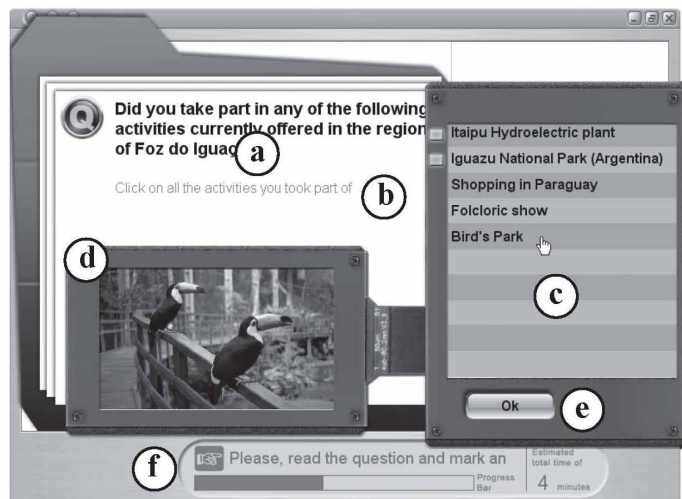 Q
Did you take part in any of the following
activities currently offered in the region
of Foz do Iguaç
a
Click on all the activities you took part of
b
Itaipu Hydroelectric plant
Iguazu National Park (Argentina)
Shopping in Paraguay
Folcloric show
Bird's Park
c
d
Ok
e
f
Please, read the question and mark an
Progress
Bar
Estimated
total time of
4 minutes